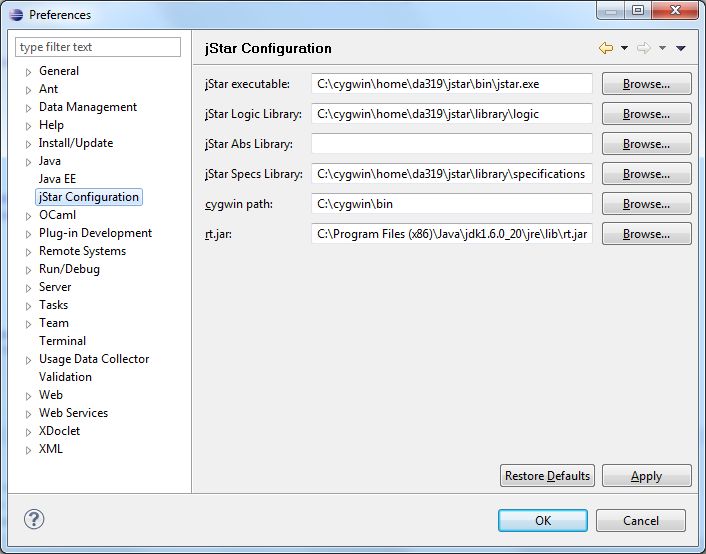 Preferences
type filter text
jStar Configuration
General
Ant
Data Management
Help
Install/Update
Java
Java EE
jStar Configuration
OCaml
Plug-in Development
Remote Systems
Run/Debug
Server
Tasks
Team
Terminal
Usage Data Collector
Validation
Web
Web Services
XDoclet
XML
jStar executable: C:\cygwin\home\da319\jstar\bin\jstar.exe Browse...
jStar Logic Library: C:\cygwin\home\da319\jstar\library\logic Browse...
jStar Abs Library: Browse...
jStar Specs Library: C:\cygwin\home\da319\jstar\library\specifications Browse...
cygwin path: C:\cygwin\bin Browse...
rt.jar: C:\Program Files (x86)\Java\jdk1.6.0_20\jre\lib\rt.jar Browse...
Restore Defaults Apply
? OK Cancel